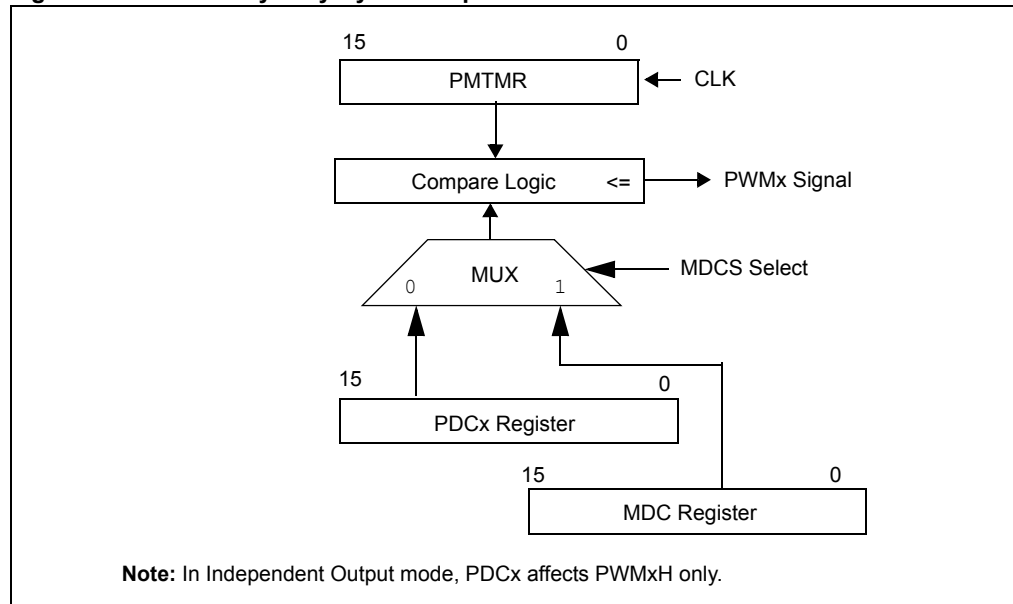 15 0
PMTMR
CLK
Compare Logic <=
PWMx Signal
MUX
MDCS Select
0 1
15 0
PDCx Register
15 0
MDC Register
Note: In Independent Output mode, PDCx affects PWMxH only.